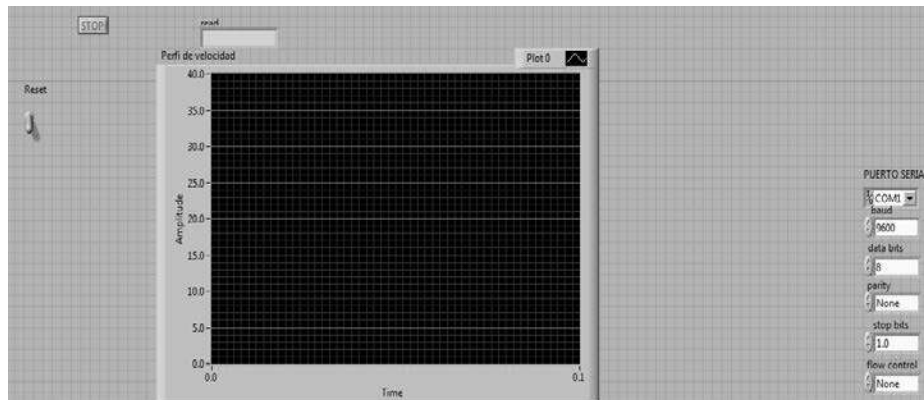 STOP
read
Perfi de velocidad
Plot 0
Reset
40.0
35.0
30.0
25.0
20.0
15.0
10.0
5.0
0.0
Amplitude
0.0
0.1
Time
PUERTO SERIA
COM1
baud
9600
data bits
8
parity
None
stop bits
1.0
flow control
None